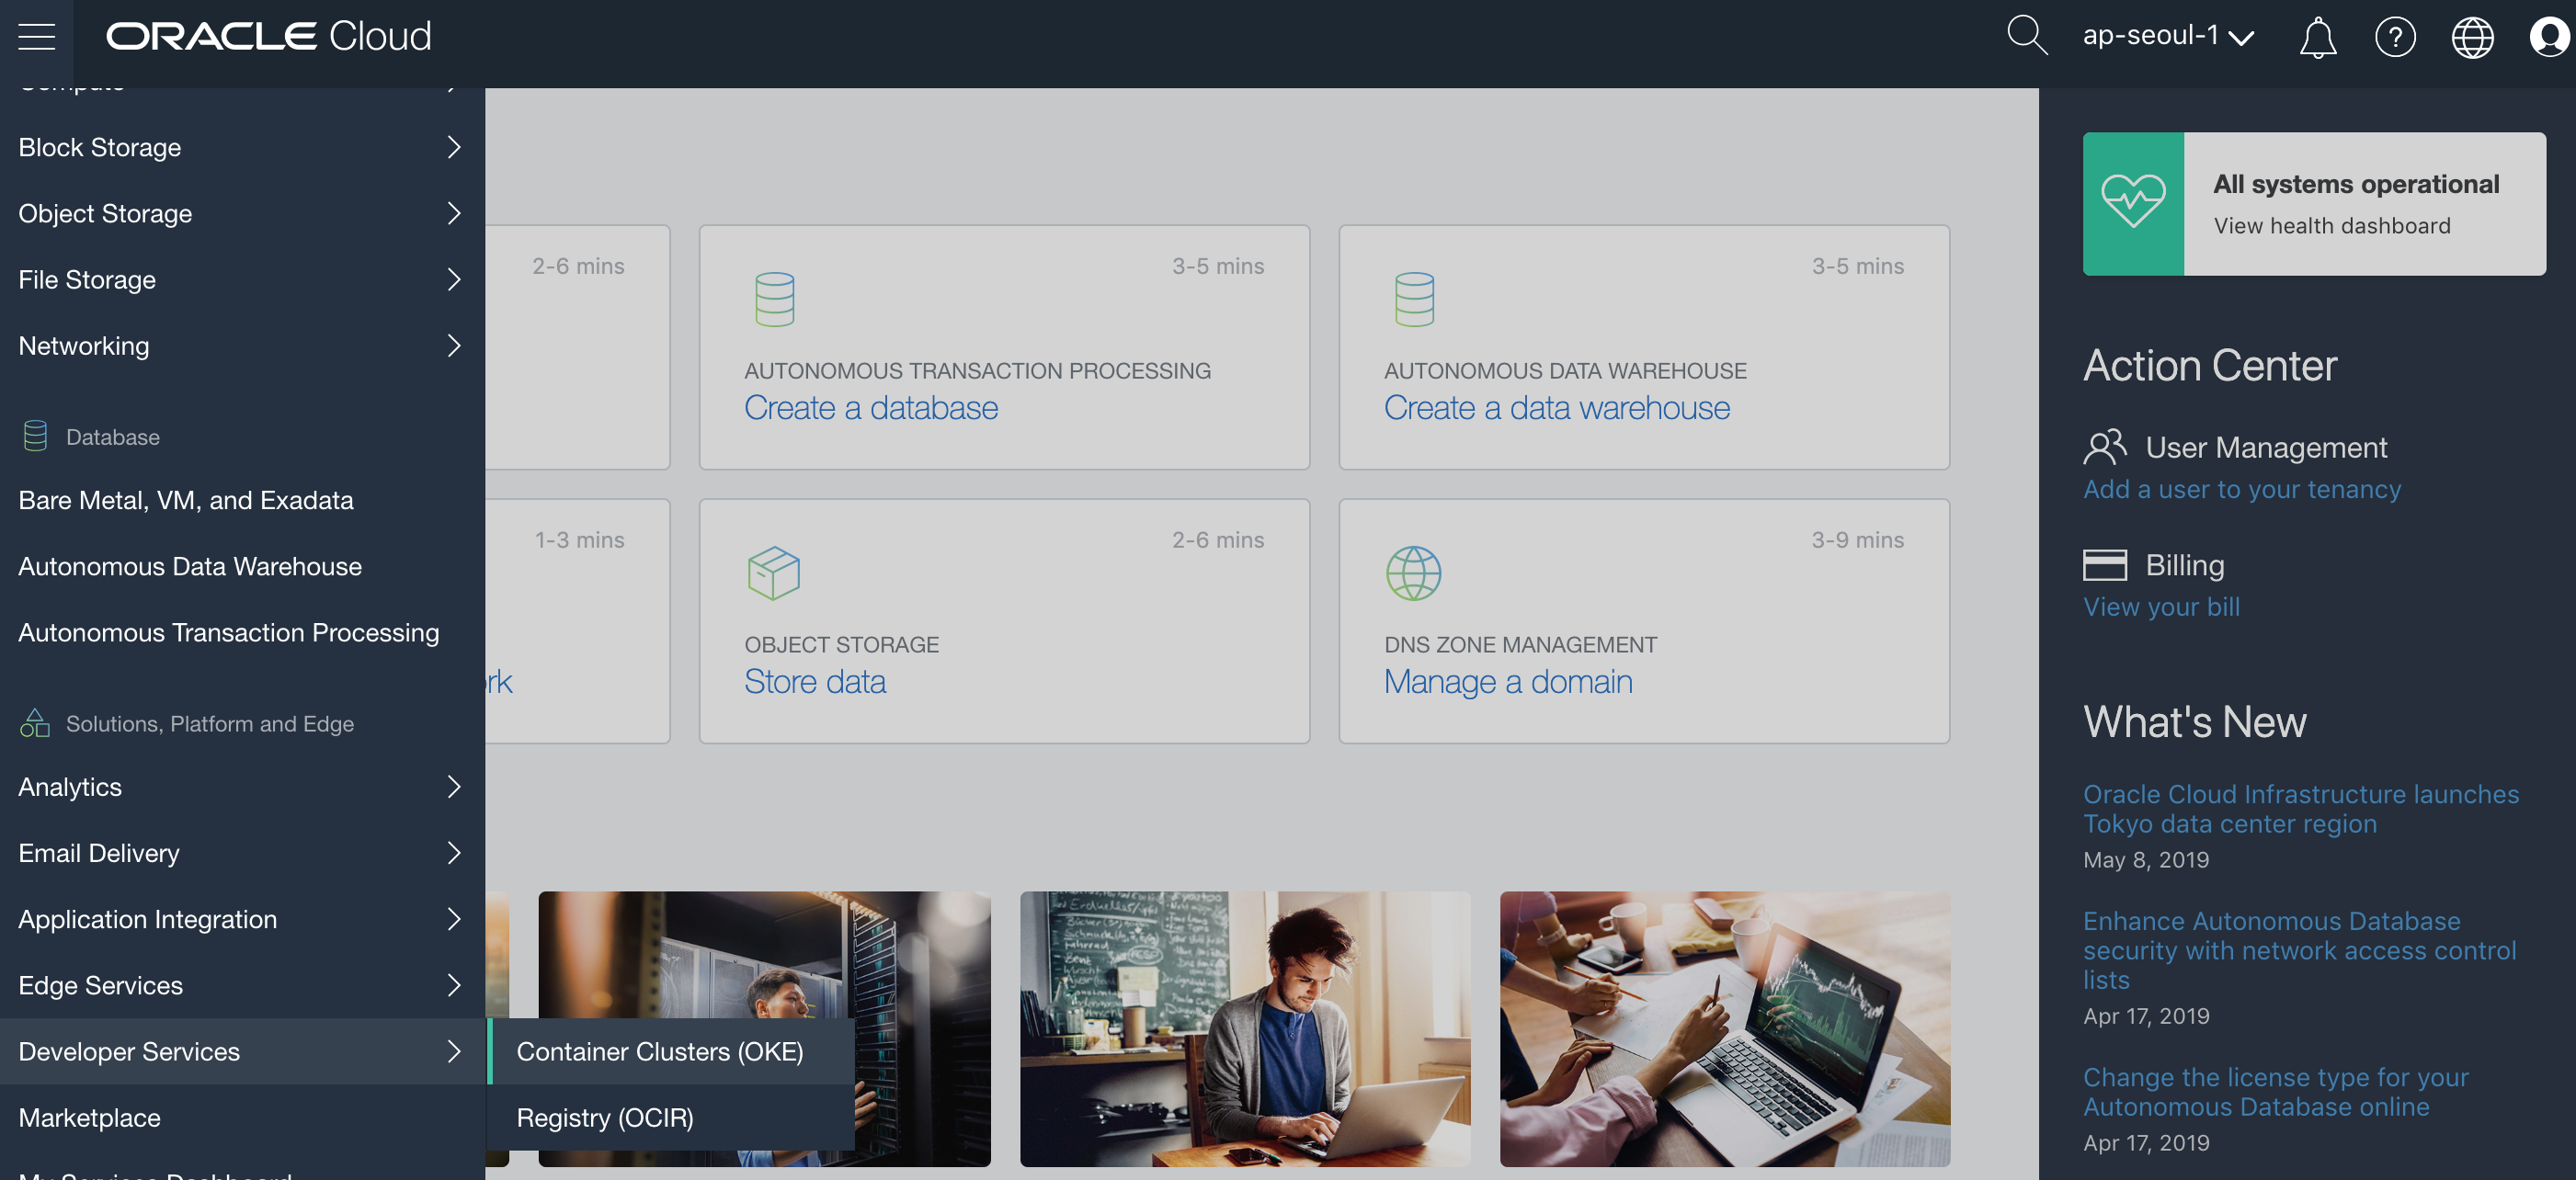 ORACLE Cloud
ap-seoul-1
Compute
Block Storage
Object Storage
File Storage
Networking
Database
Bare Metal, VM, and Exadata
Autonomous Data Warehouse
Autonomous Transaction Processing
Solutions, Platform and Edge
Analytics
Email Delivery
Application Integration
Edge Services
Developer Services
Marketplace
My Services Dashboard
Container Clusters (OKE)
Registry (OCIR)
2-6 mins
3-5 mins
AUTONOMOUS TRANSACTION PROCESSING
Create a database
3-5 mins
AUTONOMOUS DATA WAREHOUSE
Create a data warehouse
1-3 mins
rk
2-6 mins
OBJECT STORAGE
Store data
3-9 mins
DNS ZONE MANAGEMENT
Manage a domain
All systems operational
View health dashboard
Action Center
User Management
Add a user to your tenancy
Billing
View your bill
What's New
Oracle Cloud Infrastructure launches
Tokyo data center region
May 8, 2019
Enhance Autonomous Database
security with network access control
lists
Apr 17, 2019
Change the license type for your
Autonomous Database online
Apr 17, 2019